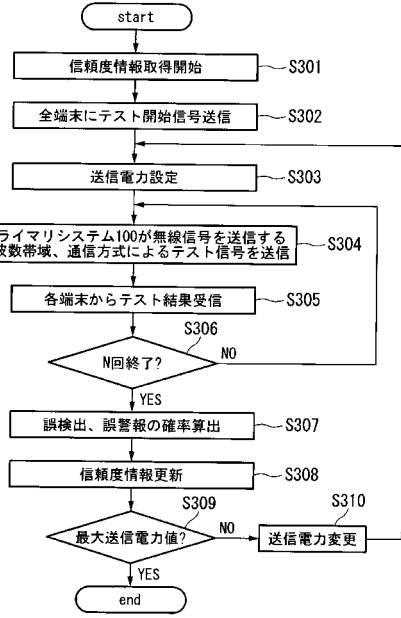 start
信頼度情報取得開始
S301
全端末にテスト開始信号送信
S302
送信電力設定
S303
ライマリシステム100が無線信号を送信する
波数帯域、通信方式によるテスト信号を送信
S304
各端末からテスト結果受信
S305
S306
N回終了?
NO
YES
誤検出、誤警報の確率算出
S307
信頼度情報更新
S308
S309
最大送信電力値?
NO
S310
送信電力変更
YES
end